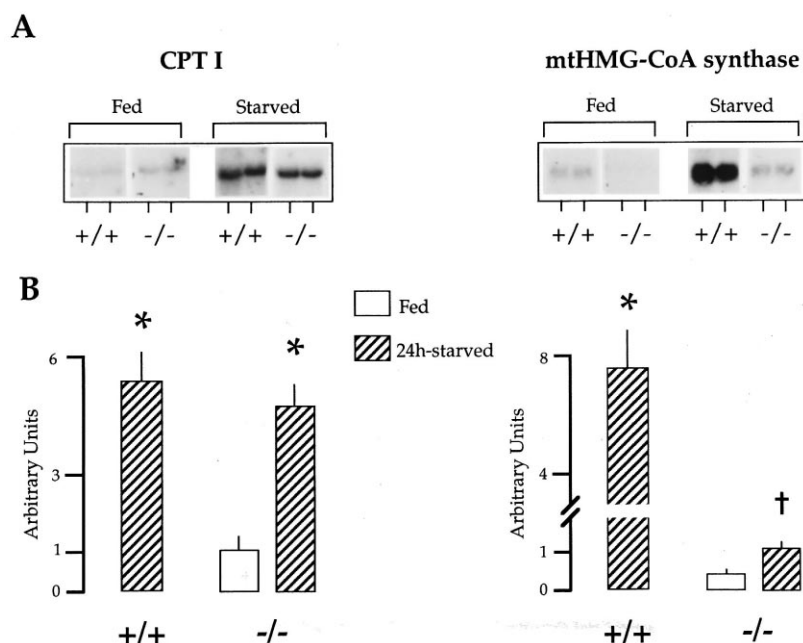 A
CPT I
mtHMG-CoA synthase
Fed Starved
Fed Starved
+/+ -/- +/+ -/-
+/+ -/- +/+ -/-
B
Fed
24h-starved
Arbitrary Units
6
3
1
0
* *
+/+ -/-
Arbitrary Units
8
4
1
0
* †
+/+ -/-